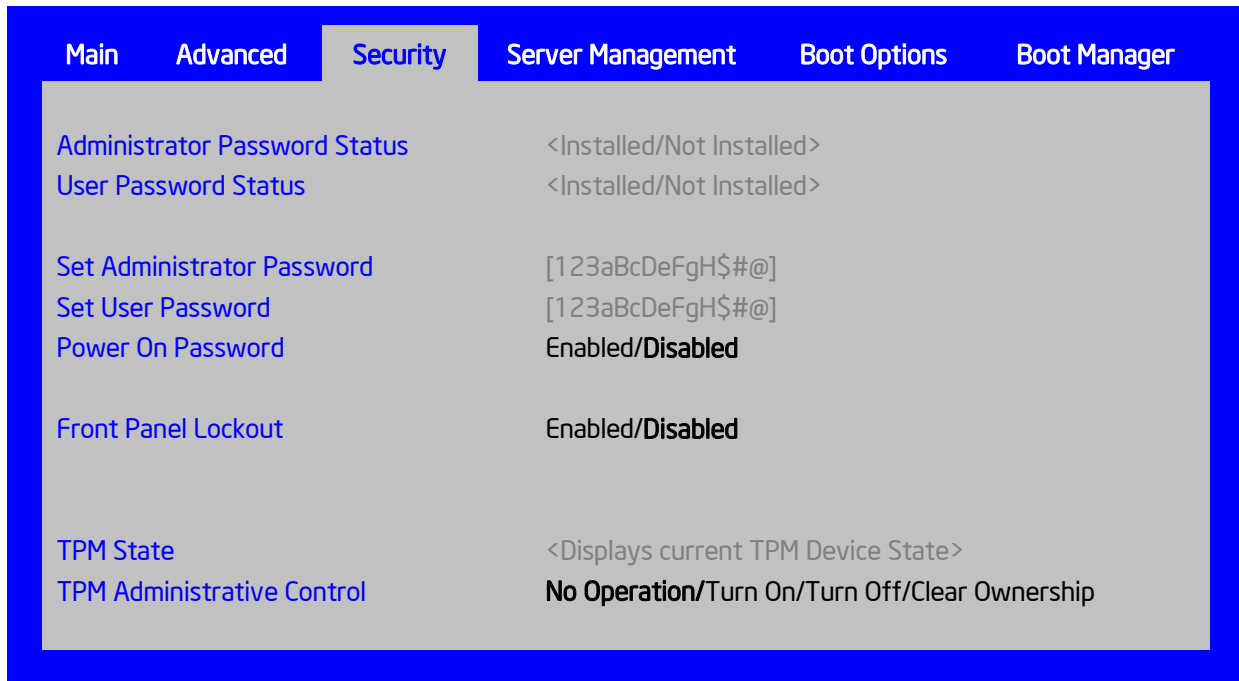 Main Advanced Security Server Management Boot Options Boot Manager
Administrator Password Status <Installed/Not Installed>
User Password Status <Installed/Not Installed>
Set Administrator Password [123aBcDeFgH$#@]
Set User Password [123aBcDeFgH$#@]
Power On Password Enabled/Disabled
Front Panel Lockout Enabled/Disabled
TPM State <Displays current TPM Device State>
TPM Administrative Control No Operation/Turn On/Turn Off/Clear Ownership